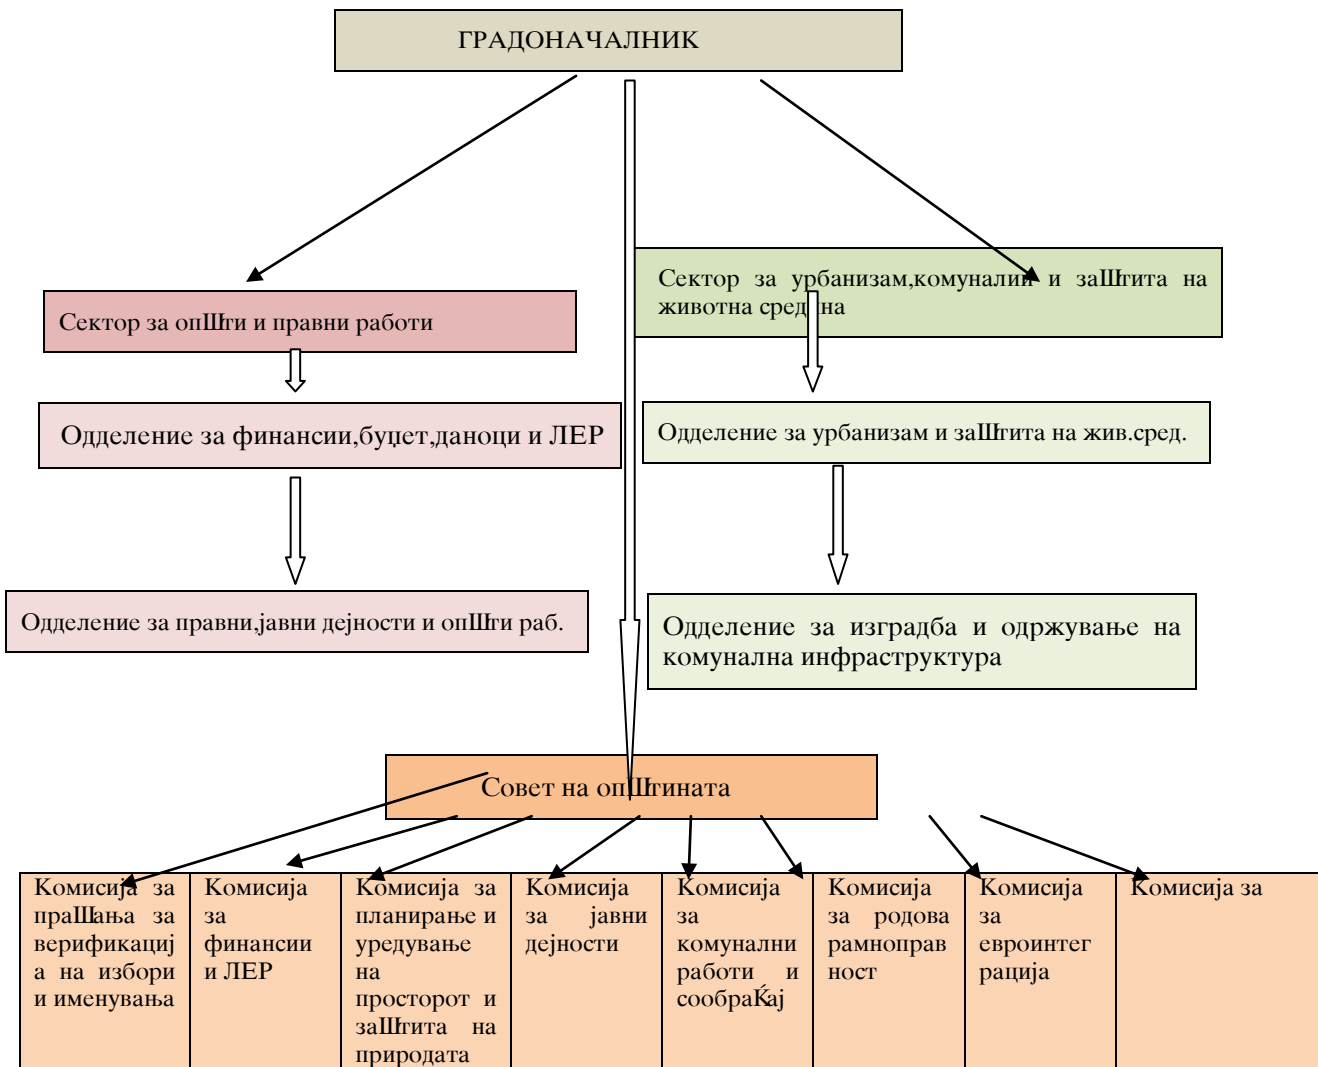 ГРАДОНАЧАЛНИК
Сектор за урбанизам,комуналии и заШтита на
животна средина
Сектор за опШти и правни работи
Одделение за финансии,буџет,даноци и ЛЕР
Одделение за урбанизам и заШтита на жив.сред.
Одделение за правни,јавни дејности и опШти раб.
Одделение за изградба и одржување на
комунална инфраструктура
Совет на опШтината
Комисија за
праШања за
верификациј
а на избори
и именувања
Комисија
за
финансии
и ЛЕР
Комисија за
планирање и
уредување
на
просторот и
заШтита на
природата
Комисија
за јавни
дејности
Комисија
за
комунални
работи и
сообраЌај
Комисија
за родова
рамноправ
ност
Комисија
за
евроинтег
рација
Комисија за